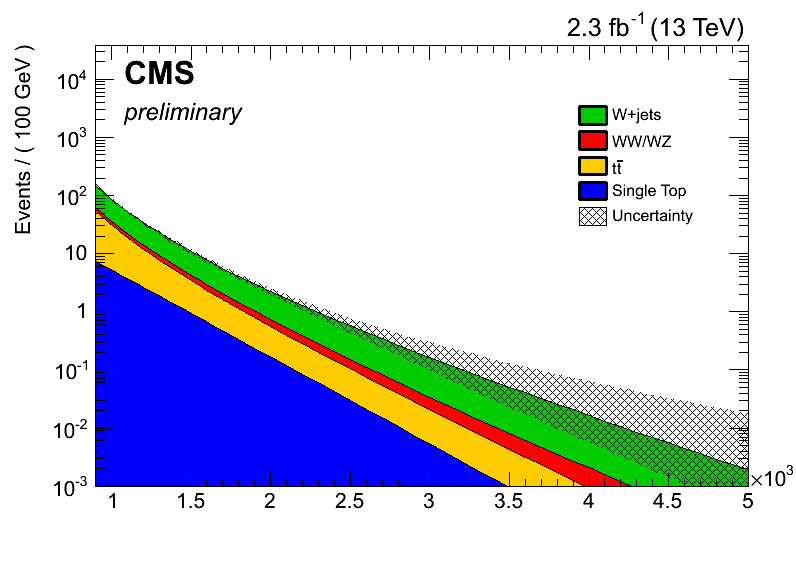 2.3 fb⁻¹ (13 TeV)
CMS
preliminary
Events / ( 100 GeV )
10⁴
10³
10²
10
1
10⁻¹
10⁻²
10⁻³
W+jets
WW/WZ
tt̄
Single Top
Uncertainty
1 1.5 2 2.5 3 3.5 4 4.5 5
×10³